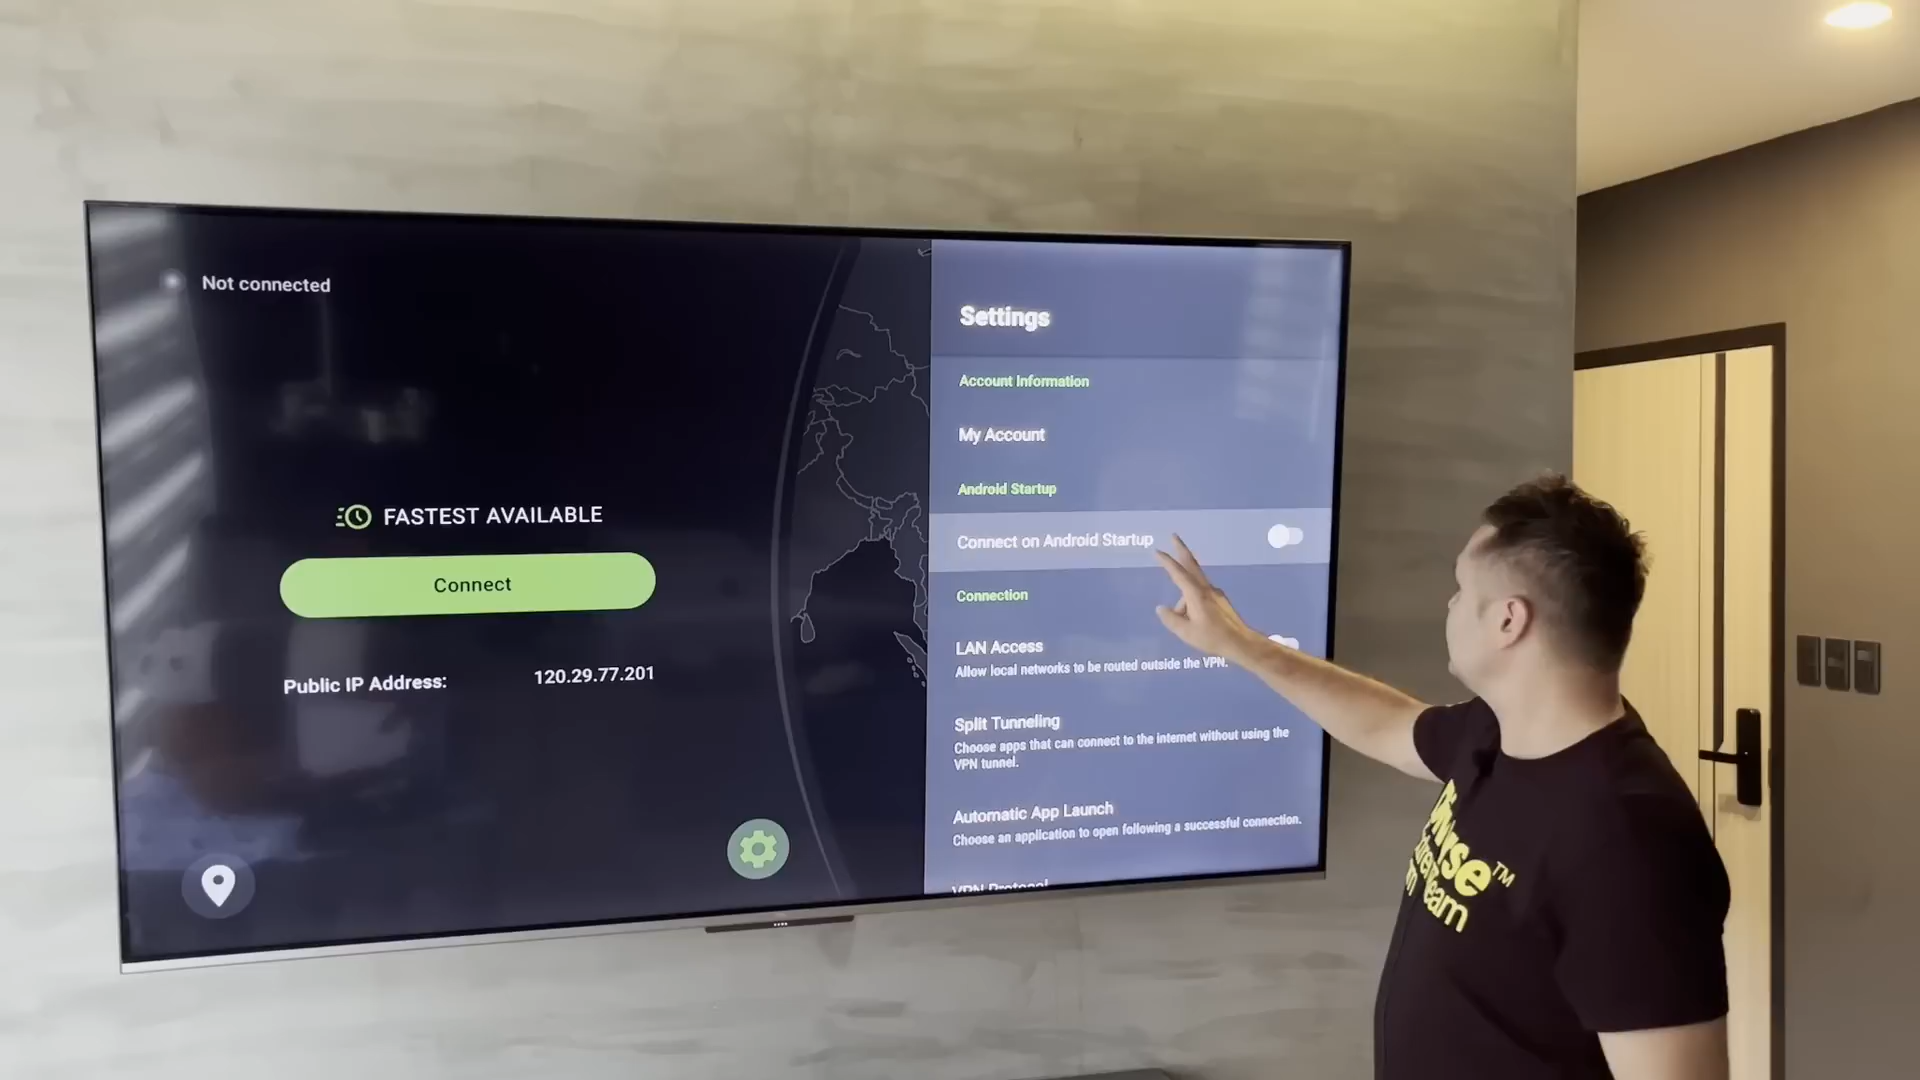 Not connected
FASTEST AVAILABLE
Connect
Public IP Address: 120.29.77.201
Settings
Account Information
My Account
Android Startup
Connect on Android Startup
Connection
LAN Access
Allow local networks to be routed outside the VPN.
Split Tunneling
Choose apps that can connect to the internet without using the
VPN tunnel.
Automatic App Launch
Choose an application to open following a successful connection.
VPN Protocol